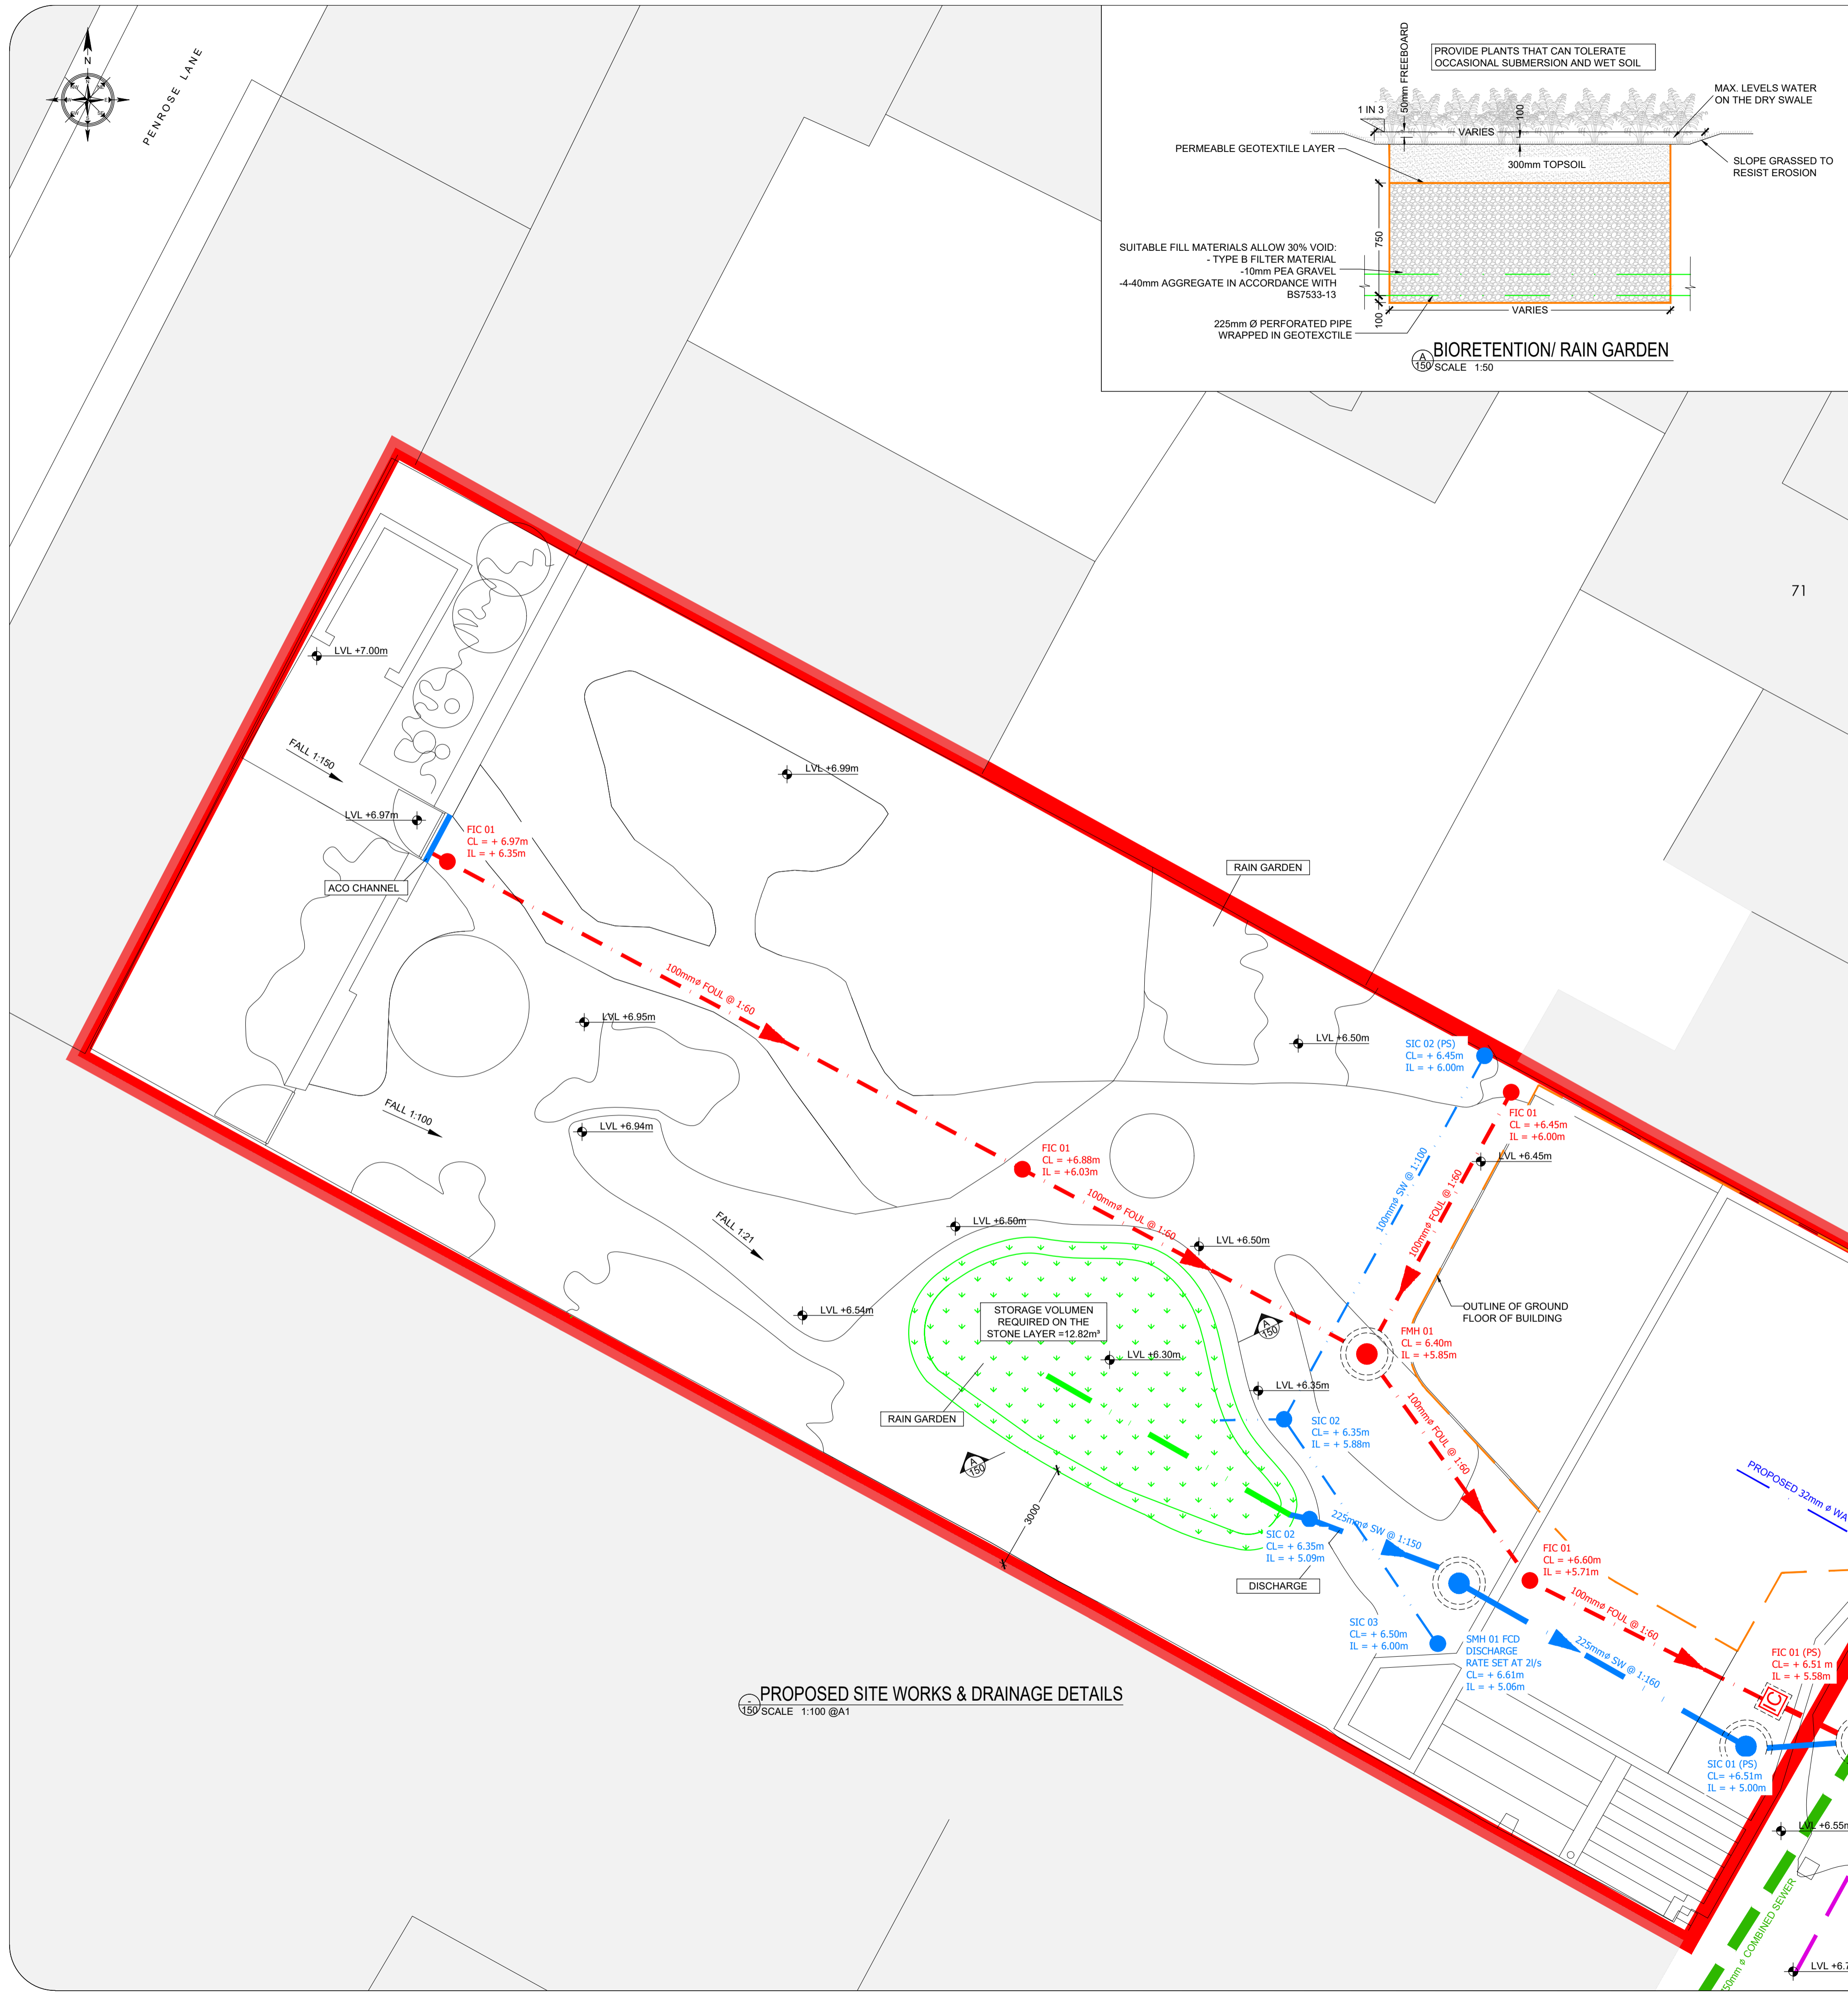 N
PENROSE LANE
50mm FREEBOARD
PROVIDE PLANTS THAT CAN TOLERATE
OCCASIONAL SUBMERSION AND WET SOIL
1 IN 3
100
VARIES
MAX. LEVELS WATER
ON THE DRY SWALE
PERMEABLE GEOTEXTILE LAYER
300mm TOPSOIL
SLOPE GRASSED TO
RESIST EROSION
750
SUITABLE FILL MATERIALS ALLOW 30% VOID:
- TYPE B FILTER MATERIAL
-10mm PEA GRAVEL
-4-40mm AGGREGATE IN ACCORDANCE WITH
BS7533-13
100
VARIES
225mm Ø PERFORATED PIPE
WRAPPED IN GEOTEXCTILE
A
150
BIORETENTION/ RAIN GARDEN
SCALE 1:50
71
LVL +7.00m
FALL 1:150
LVL +6.99m
LVL +6.97m
FIC 01
CL = + 6.97m
IL = + 6.35m
ACO CHANNEL
RAIN GARDEN
100mmø FOUL @ 1:60
LVL +6.95m
LVL +6.50m
SIC 02 (PS)
CL= + 6.45m
IL = + 6.00m
FALL 1:100
LVL +6.94m
FIC 01
CL = +6.45m
IL = +6.00m
LVL +6.45m
FIC 01
CL = +6.88m
IL = +6.03m
100mmø SW @ 1:100
100mmø FOUL @ 1:60
100mmø FOUL @ 1:60
FALL 1:21
LVL +6.50m
LVL +6.50m
LVL +6.54m
STORAGE VOLUMEN
REQUIRED ON THE
STONE LAYER =12.82m³
OUTLINE OF GROUND
FLOOR OF BUILDING
A
150
FMH 01
CL = 6.40m
IL = +5.85m
LVL +6.30m
LVL +6.35m
RAIN GARDEN
SIC 02
CL= + 6.35m
IL = + 5.88m
100mmø FOUL @ 1:60
A
150
3000
PROPOSED 32mm ø WA
225mmø SW @ 1:150
SIC 02
CL= + 6.35m
IL = + 5.09m
FIC 01
CL = +6.60m
IL = +5.71m
DISCHARGE
100mmø FOUL @ 1:60
SIC 03
CL= + 6.50m
IL = + 6.00m
SMH 01 FCD
DISCHARGE
RATE SET AT 2l/s
CL= + 6.61m
IL = + 5.06m
225mmø SW @ 1:160
FIC 01 (PS)
CL= + 6.51 m
IL = + 5.58m
IC
-
150
PROPOSED SITE WORKS & DRAINAGE DETAILS
SCALE 1:100 @A1
SIC 01 (PS)
CL= +6.51m
IL = + 5.00m
LVL +6.55m
50mm ø COMBINED SEWER
LVL +6.7